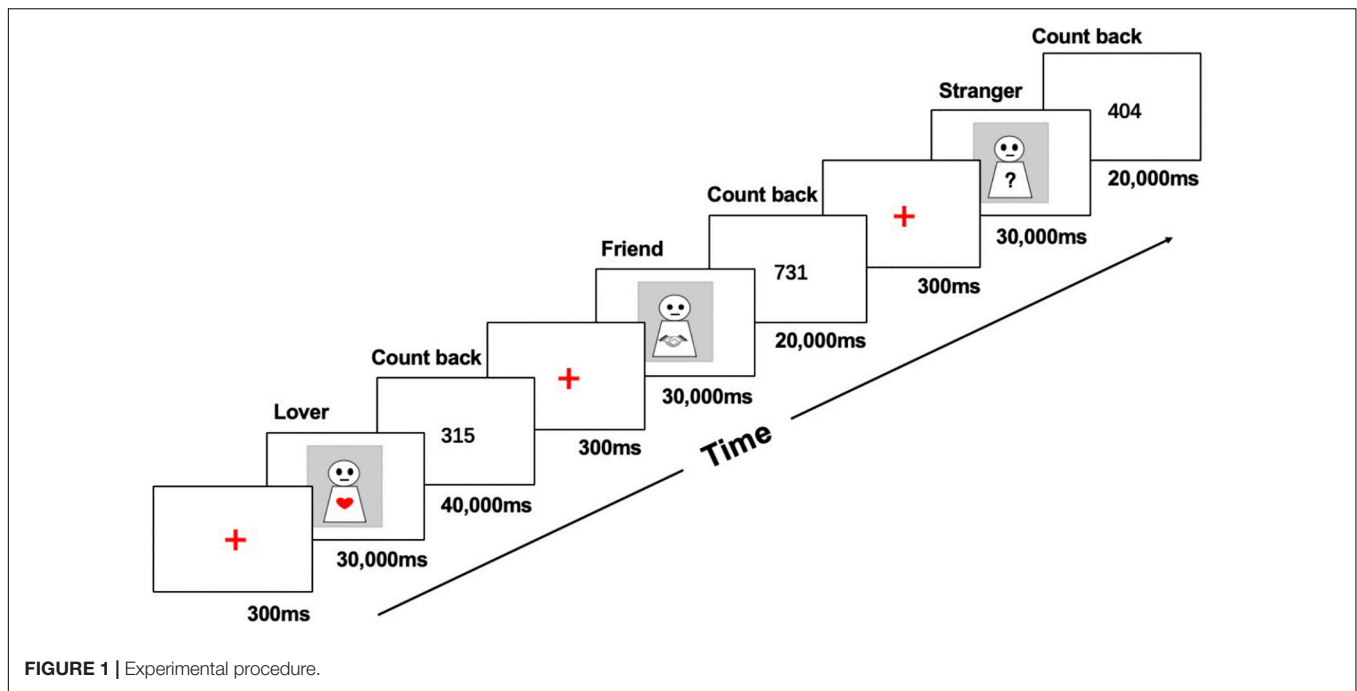 Count back
Stranger
404
?
20,000ms
Count back
30,000ms
Friend
731
300ms
20,000ms
Count back
30,000ms
Lover
315
300ms
Time
40,000ms
30,000ms
300ms
FIGURE 1 | Experimental procedure.